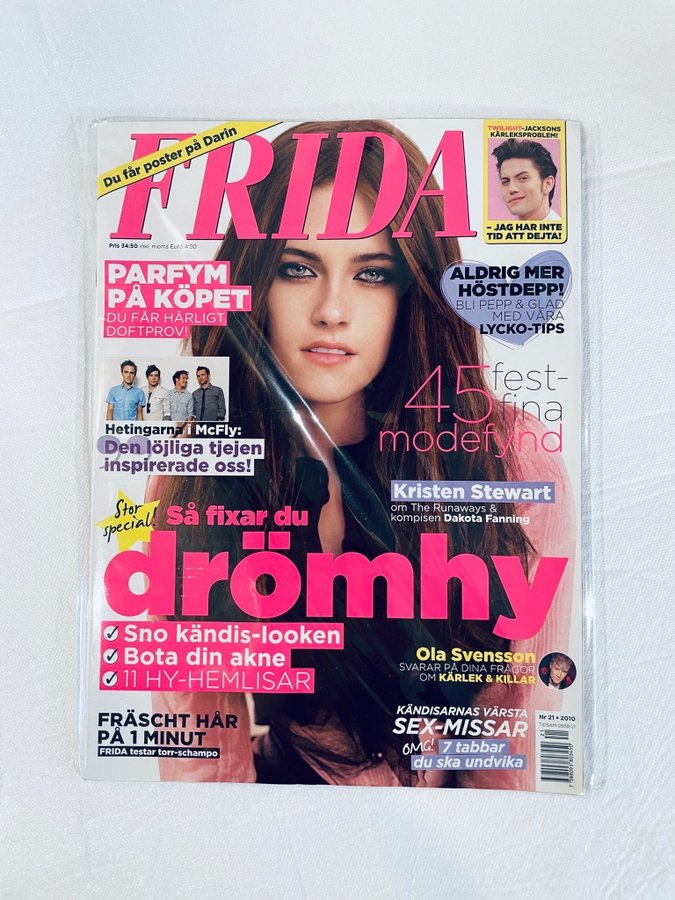 Du får poster på Darin
FRIDA
Pris 34:50 inkl. moms Euro 4.50
TWILIGHT-JACKSONS
KÄRLEKSPROBLEM!
– JAG HAR INTE
TID ATT DEJTA!
PARFYM
PÅ KÖPET
DU FÅR HÄRLIGT
DOFTPROV!
ALDRIG MER
HÖSTDEPP!
BLI PEPP & GLAD
MED VÅRA
LYCKO-TIPS
45 fest-
fina
modefynd
Hetingarna i McFly:
Den löjliga tjejen
inspirerade oss!
Kristen Stewart
om The Runaways &
kompisen Dakota Fanning
Stor
special!
Så fixar du
drömhy
Sno kändis-looken
Bota din akne
11 HY-HEMLISAR
Ola Svensson
SVARAR PÅ DINA FRÅGOR
OM KÄRLEK & KILLAR
FRÄSCHT HÅR
PÅ 1 MINUT
FRIDA testar torr-schampo
KÄNDISARNAS VÄRSTA
SEX-MISSAR
OMG! 7 tabbar
du ska undvika
Nr 21 • 2010